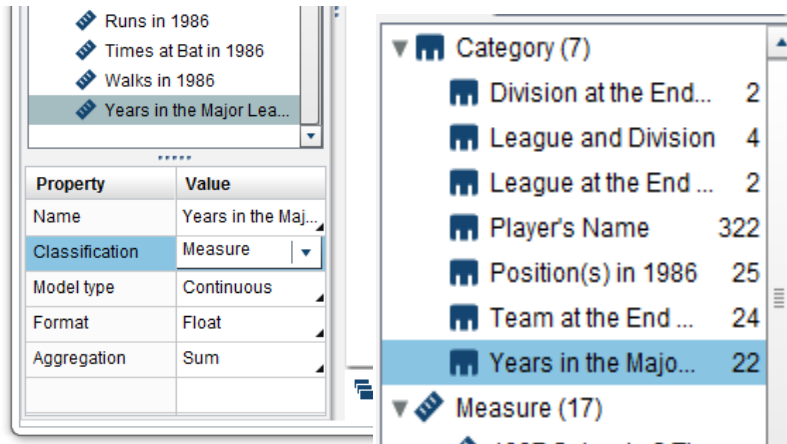 Runs in 1986
Times at Bat in 1986
Walks in 1986
Years in the Major Lea...
Property Value
Name Years in the Maj...
Classification Measure
Model type Continuous
Format Float
Aggregation Sum
Category (7)
Division at the End... 2
League and Division 4
League at the End ... 2
Player's Name 322
Position(s) in 1986 25
Team at the End ... 24
Years in the Majo... 22
Measure (17)